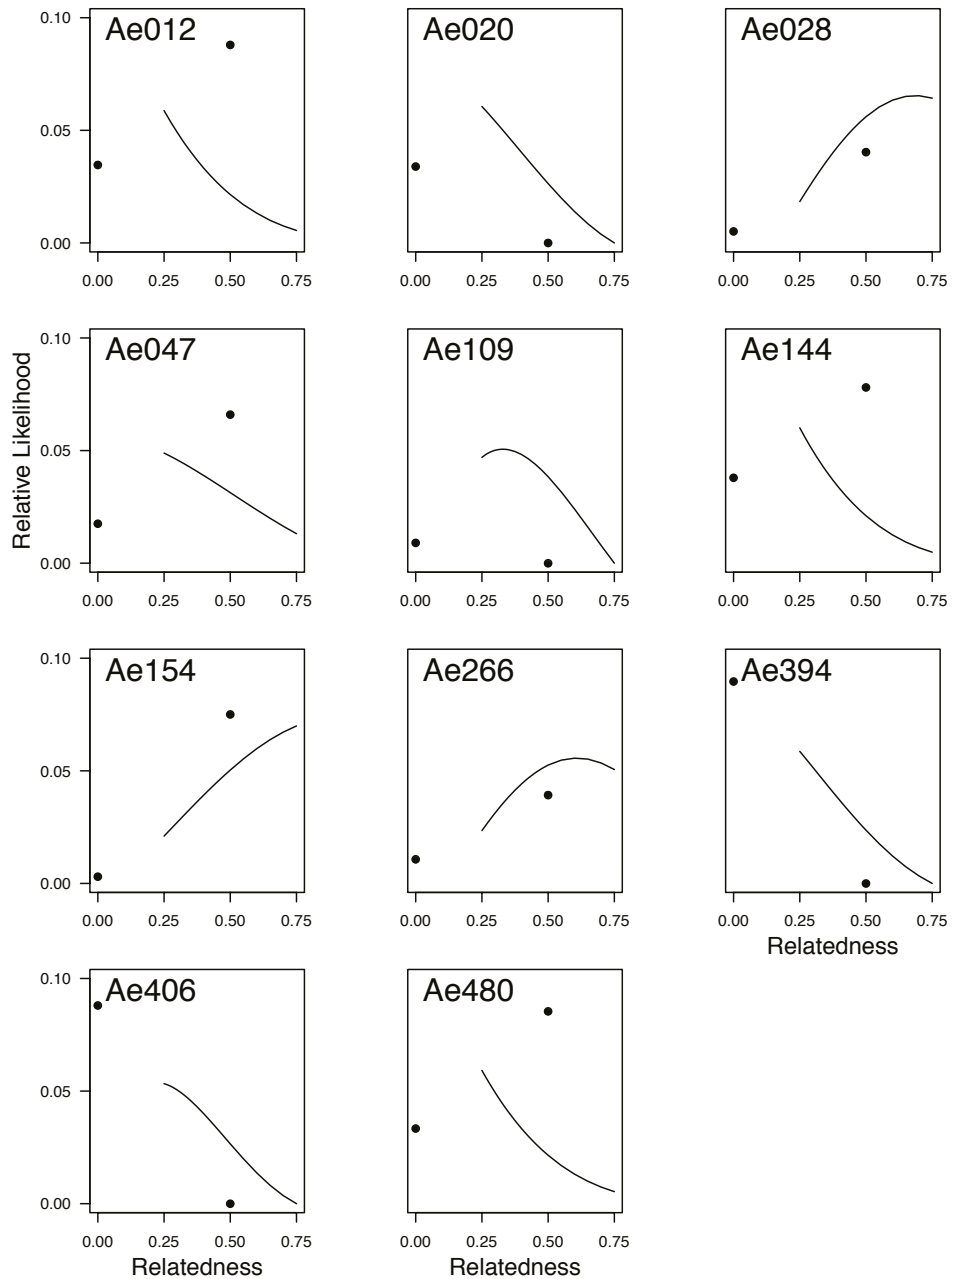 Ae012 Ae020 Ae028
0.10
0.05
0.00
0.00 0.25 0.50 0.75 0.00 0.25 0.50 0.75 0.00 0.25 0.50 0.75
Ae047 Ae109 Ae144
0.10
0.05
0.00
0.00 0.25 0.50 0.75 0.00 0.25 0.50 0.75 0.00 0.25 0.50 0.75
Relative Likelihood
Ae154 Ae266 Ae394
0.10
0.05
0.00
0.00 0.25 0.50 0.75 0.00 0.25 0.50 0.75 0.00 0.25 0.50 0.75
Relatedness
Ae406 Ae480
0.10
0.05
0.00
0.00 0.25 0.50 0.75 0.00 0.25 0.50 0.75
Relatedness Relatedness